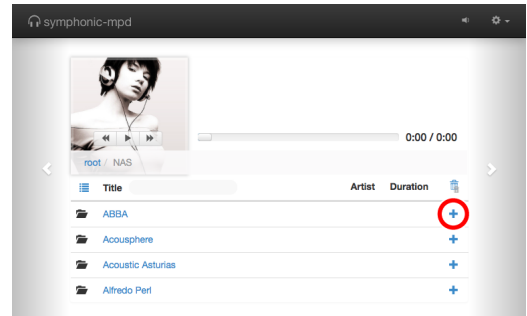 symphonic-mpd
0:00 / 0:00
root / NAS
Title Artist Duration
ABBA
Acousphere
Acoustic Asturias
Alfredo Perl